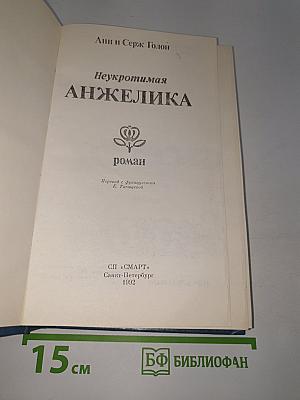 Анн и Серж Голон
Неукротимая
АНЖЕЛИКА
роман
Перевод с французского
СП «СМАРТ»
Санкт-Петербург
1992
15 см
БФ БИБЛИОФАН